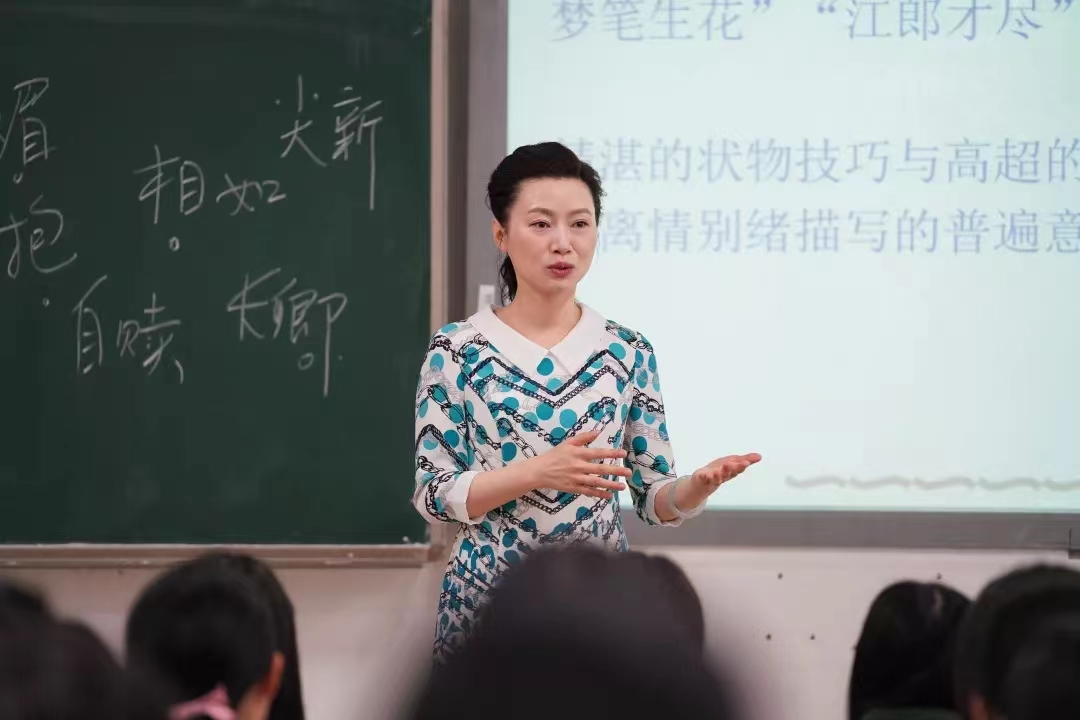 眉
尖新
相如
抱
自赎
长卿
梦笔生花”“江郎才尽”
湛的状物技巧与高超的
离情别绪描写的普遍意